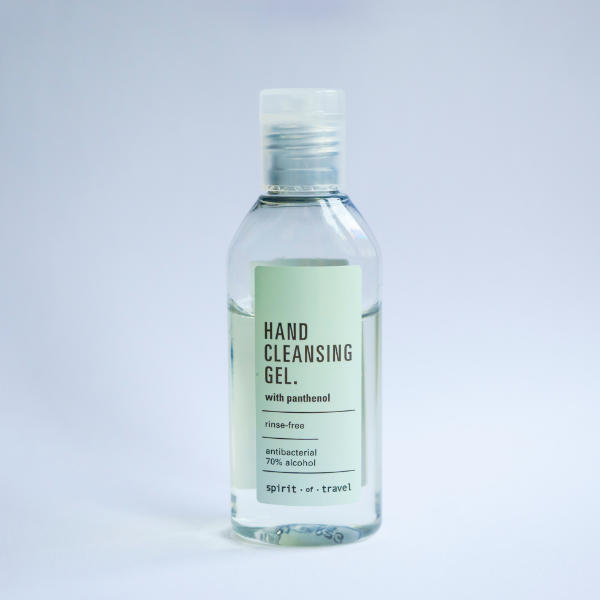 HAND
CLEANSING
GEL.
with panthenol
rinse-free
antibacterial
70% alcohol
spirit · of · travel